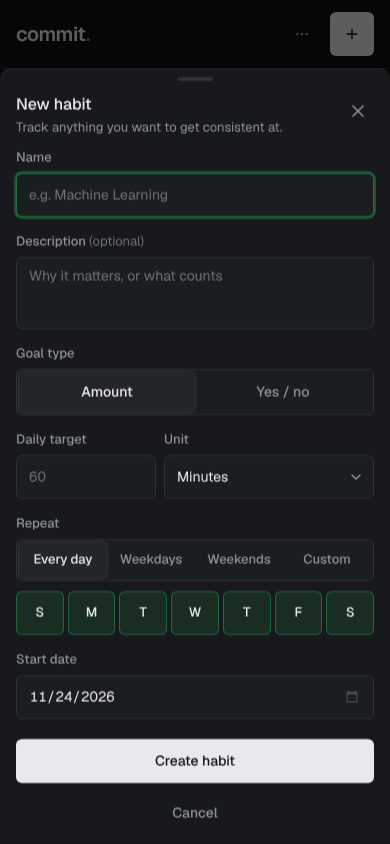 commit.
New habit
Track anything you want to get consistent at.
Name
e.g. Machine Learning
Description (optional)
Why it matters, or what counts
Goal type
Amount Yes / no
Daily target Unit
60 Minutes
Repeat
Every day Weekdays Weekends Custom
S M T W T F S
Start date
11/24/2026
Create habit
Cancel